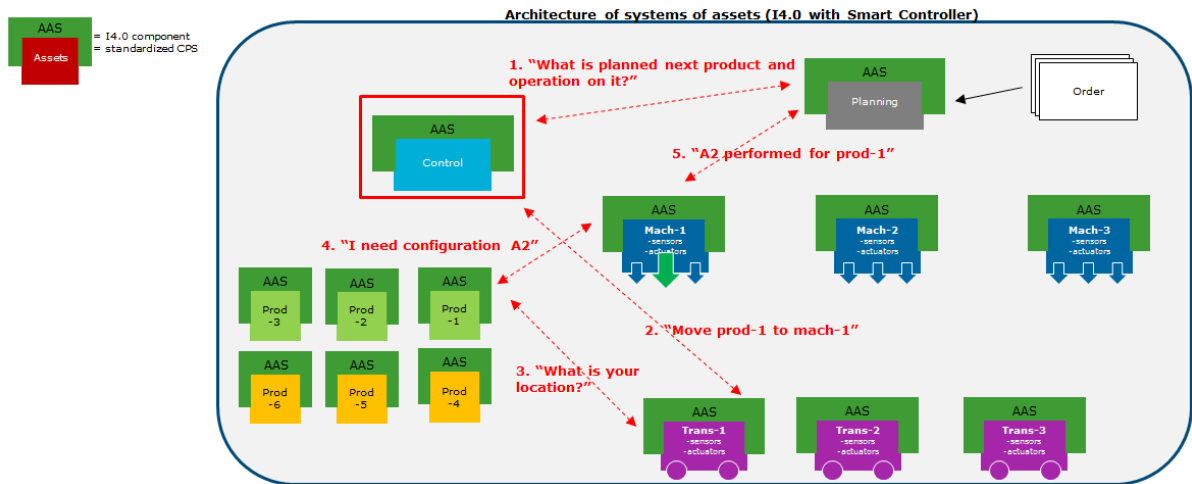 Architecture of systems of assets (I4.0 with Smart Controller)
AAS
Assets
= I4.0 component
= standardized CPS
1. “What is planned next product and
operation on it?”
AAS
Planning
Order
AAS
Control
5. “A2 performed for prod-1”
AAS
Mach-1
-sensors
-actuators
AAS
Mach-2
-sensors
-actuators
AAS
Mach-3
-sensors
-actuators
4. “I need configuration A2”
AAS
Prod
-3
AAS
Prod
-2
AAS
Prod
-1
2. “Move prod-1 to mach-1”
AAS
Prod
-6
AAS
Prod
-5
AAS
Prod
-4
3. “What is your
location?”
AAS
Trans-1
-sensors
-actuators
AAS
Trans-2
-sensors
-actuators
AAS
Trans-3
-sensors
-actuators